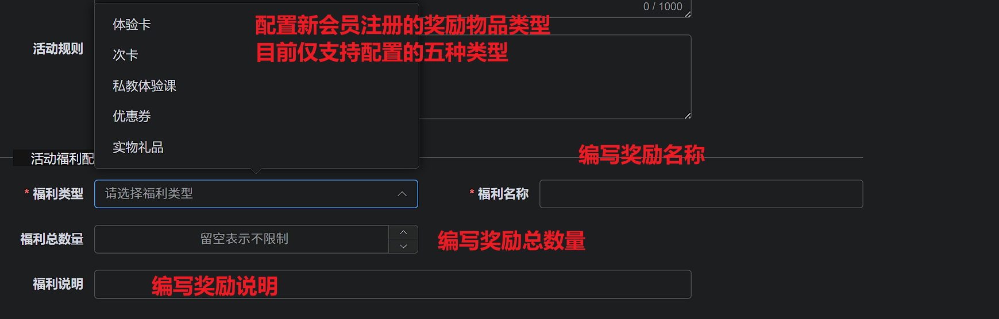 0 / 1000
体验卡
配置新会员注册的奖励物品类型
活动规则
次卡
目前仅支持配置的五种类型
私教体验课
优惠券
实物礼品
活动福利配
编写奖励名称
* 福利类型
请选择福利类型
* 福利名称
福利总数量
留空表示不限制
编写奖励总数量
福利说明
编写奖励说明